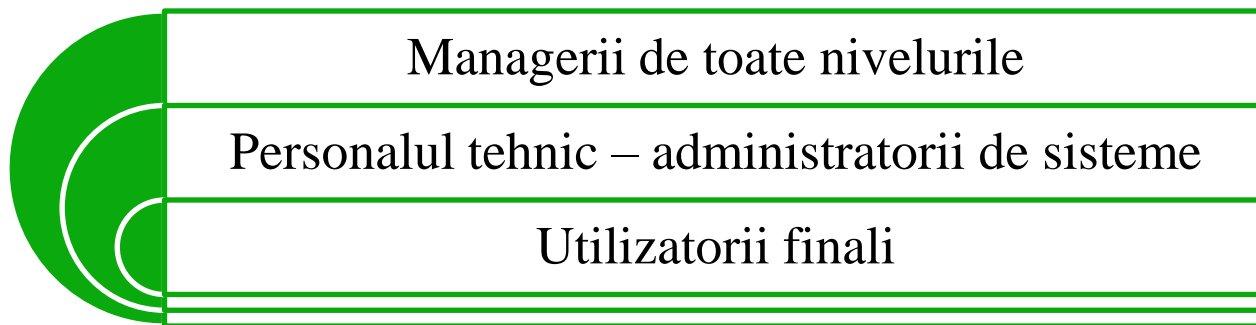 Managerii de toate nivelurile
Personalul tehnic – administratorii de sisteme
Utilizatorii finali